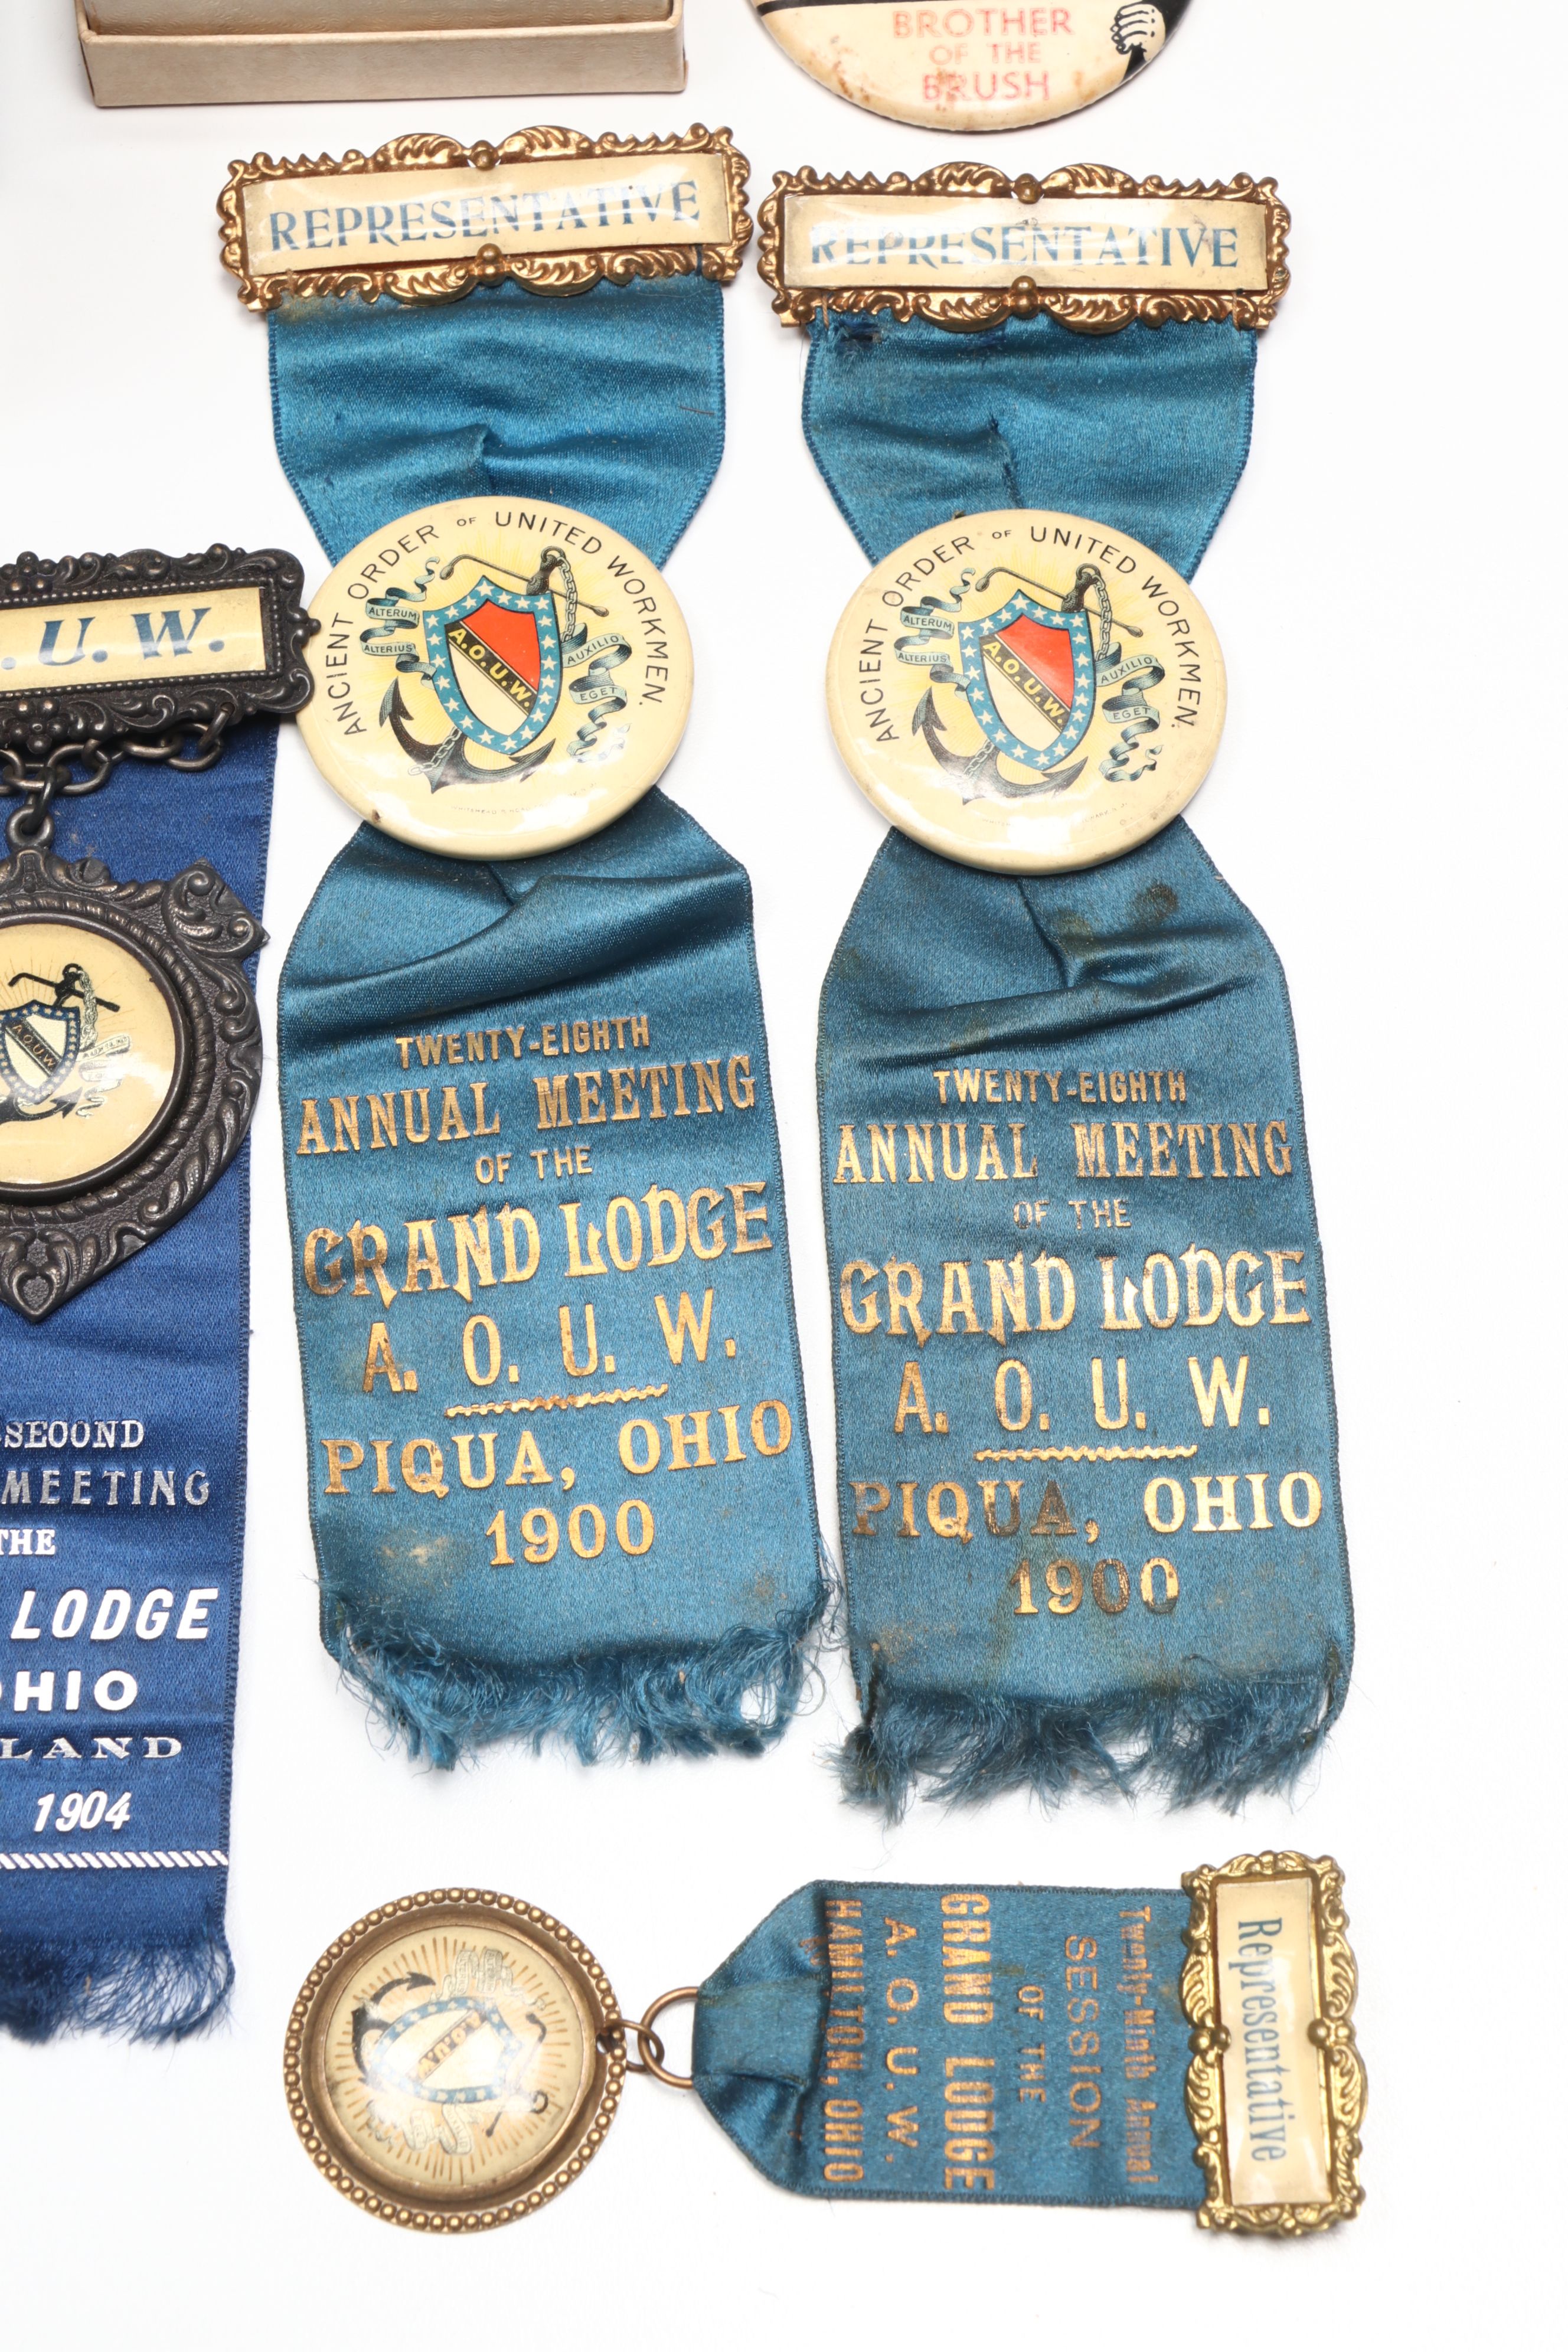 BROTHER
OF THE
BRUSH
REPRESENTATIVE
ANCIENT ORDER OF UNITED WORKMEN.
ALTERUM
ALTERIUS
A.O.U.W.
AUXILIO
EGET
TWENTY-EIGHTH
ANNUAL MEETING
OF THE
GRAND LODGE
A. O. U. W.
PIQUA, OHIO
1900
REPRESENTATIVE
ANCIENT ORDER OF UNITED WORKMEN.
ALTERUM
ALTERIUS
A.O.U.W.
AUXILIO
EGET
TWENTY-EIGHTH
ANNUAL MEETING
OF THE
GRAND LODGE
A. O. U. W.
PIQUA, OHIO
1900
. U. W.
A.O.U.W.
-SEOOND
MEETING
THE
LODGE
OHIO
LAND
1904
Representative
Twenty-Ninth Annual
SESSION
OF THE
GRAND LODGE
A. O. U. W.
HAMILTON, OHIO
A.O.U.W.